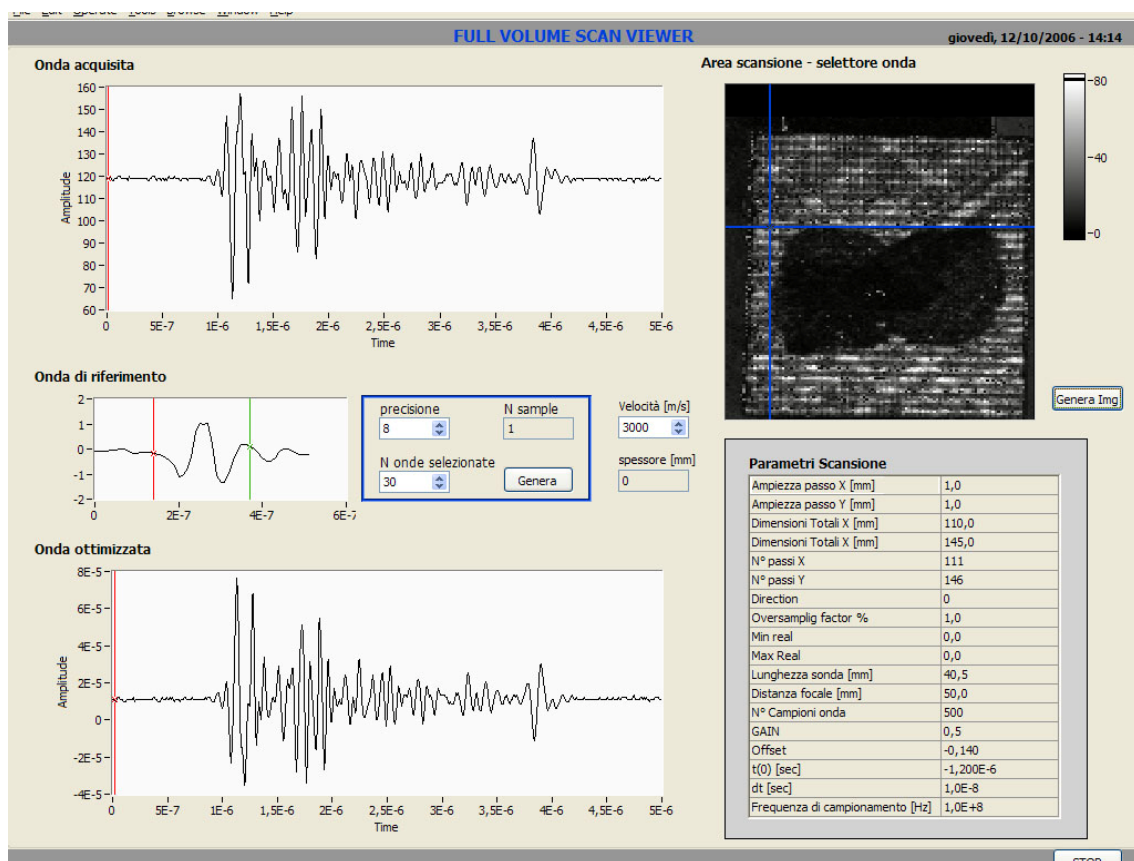 File Edit Operate Tools Browse Window Help
FULL VOLUME SCAN VIEWER
giovedì, 12/10/2006 - 14:14
Onda acquisita
160
150
140
130
120
110
100
90
80
70
60
Amplitude
0 5E-7 1E-6 1,5E-6 2E-6 2,5E-6 3E-6 3,5E-6 4E-6 4,5E-6 5E-6
Time
Area scansione - selettore onda
80
40
0
Genera Img
Onda di riferimento
2
1
0
-1
-2
0 2E-7 4E-7 6E-7
precisione
8
N sample
1
N onde selezionate
30
Genera
Velocità [m/s]
3000
spessore [mm]
0
Onda ottimizzata
8E-5
6E-5
4E-5
2E-5
0
-2E-5
-4E-5
Amplitude
0 5E-7 1E-6 1,5E-6 2E-6 2,5E-6 3E-6 3,5E-6 4E-6 4,5E-6 5E-6
Time
Parametri Scansione
Ampiezza passo X [mm] 1,0
Ampiezza passo Y [mm] 1,0
Dimensioni Totali X [mm] 110,0
Dimensioni Totali X [mm] 145,0
N° passi X 111
N° passi Y 146
Direction 0
Oversamplig factor % 1,0
Min real 0,0
Max Real 0,0
Lunghezza sonda [mm] 40,5
Distanza focale [mm] 50,0
N° Campioni onda 500
GAIN 0,5
Offset -0,140
t(0) [sec] -1,200E-6
dt [sec] 1,0E-8
Frequenza di campionamento [Hz] 1,0E+8
STOP